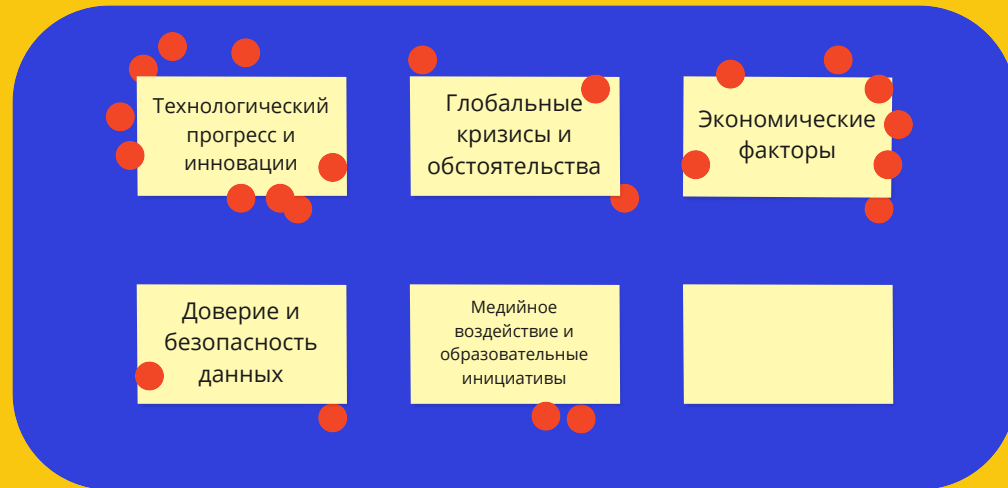 Технологический
прогресс и
инновации
Глобальные
кризисы и
обстоятельства
Экономические
факторы
Доверие и
безопасность
данных
Медийное
воздействие и
образовательные
инициативы